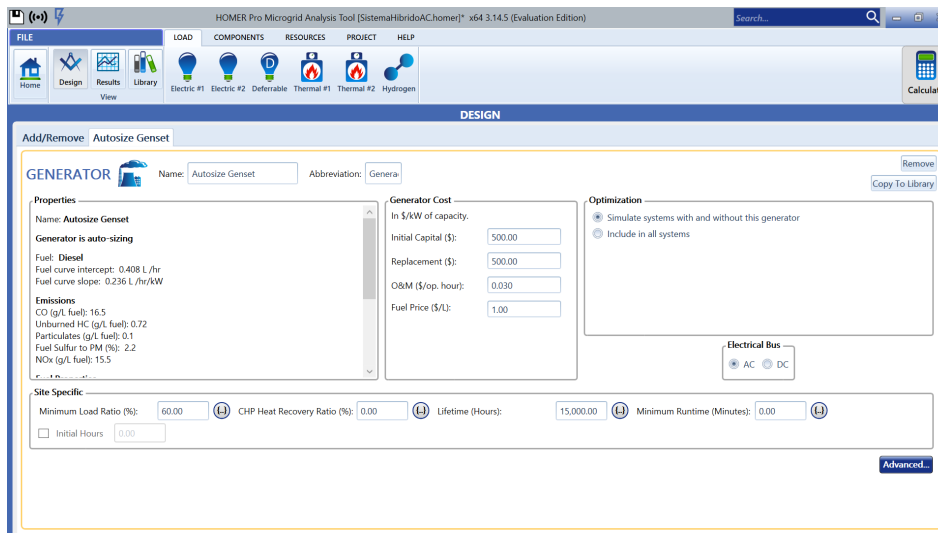 HOMER Pro Microgrid Analysis Tool [SistemaHibridoAC.homer]* x64 3.14.5 (Evaluation Edition)
Search...
FILE
LOAD COMPONENTS RESOURCES PROJECT HELP
Home
Design Results Library
View
Electric #1 Electric #2 Deferrable Thermal #1 Thermal #2 Hydrogen
D
Calculat
DESIGN
Add/Remove Autosize Genset
GENERATOR
Name: Autosize Genset
Abbreviation: Genera
Remove
Copy To Library
Properties
Name: Autosize Genset
Generator is auto-sizing
Fuel: Diesel
Fuel curve intercept: 0.408 L /hr
Fuel curve slope: 0.236 L /hr/kW
Emissions
CO (g/L fuel): 16.5
Unburned HC (g/L fuel): 0.72
Particulates (g/L fuel): 0.1
Fuel Sulfur to PM (%): 2.2
NOx (g/L fuel): 15.5
Generator Cost
In $/kW of capacity.
Initial Capital ($): 500.00
Replacement ($): 500.00
O&M ($/op. hour): 0.030
Fuel Price ($/L): 1.00
Optimization
Simulate systems with and without this generator
Include in all systems
Electrical Bus
AC DC
Site Specific
Minimum Load Ratio (%): 60.00 (..) CHP Heat Recovery Ratio (%): 0.00 (..) Lifetime (Hours): 15,000.00 (..) Minimum Runtime (Minutes): 0.00 (..)
Initial Hours 0.00
Advanced...